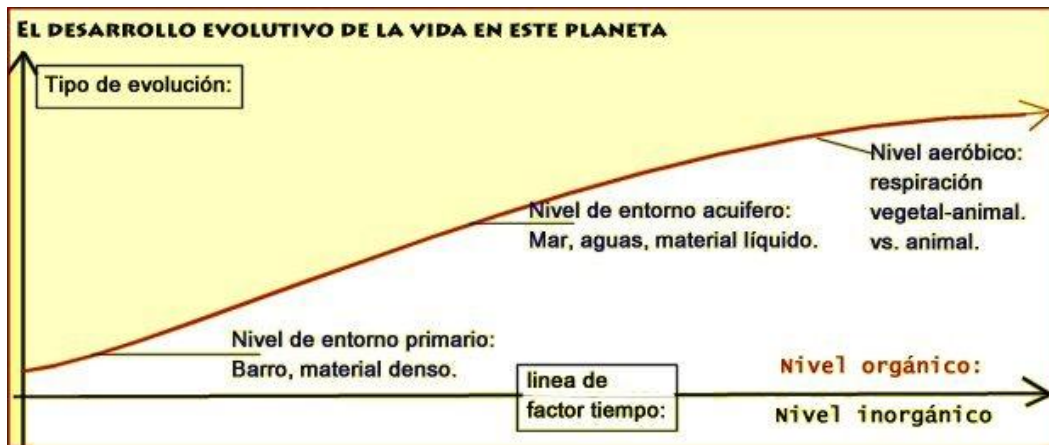 EL DESARROLLO EVOLUTIVO DE LA VIDA EN ESTE PLANETA
Tipo de evolución:
Nivel aeróbico:
respiración
vegetal-animal.
vs. animal.
Nivel de entorno acuifero:
Mar, aguas, material líquido.
Nivel de entorno primario:
Barro, material denso.
linea de
factor tiempo:
Nivel orgánico:
Nivel inorgánico